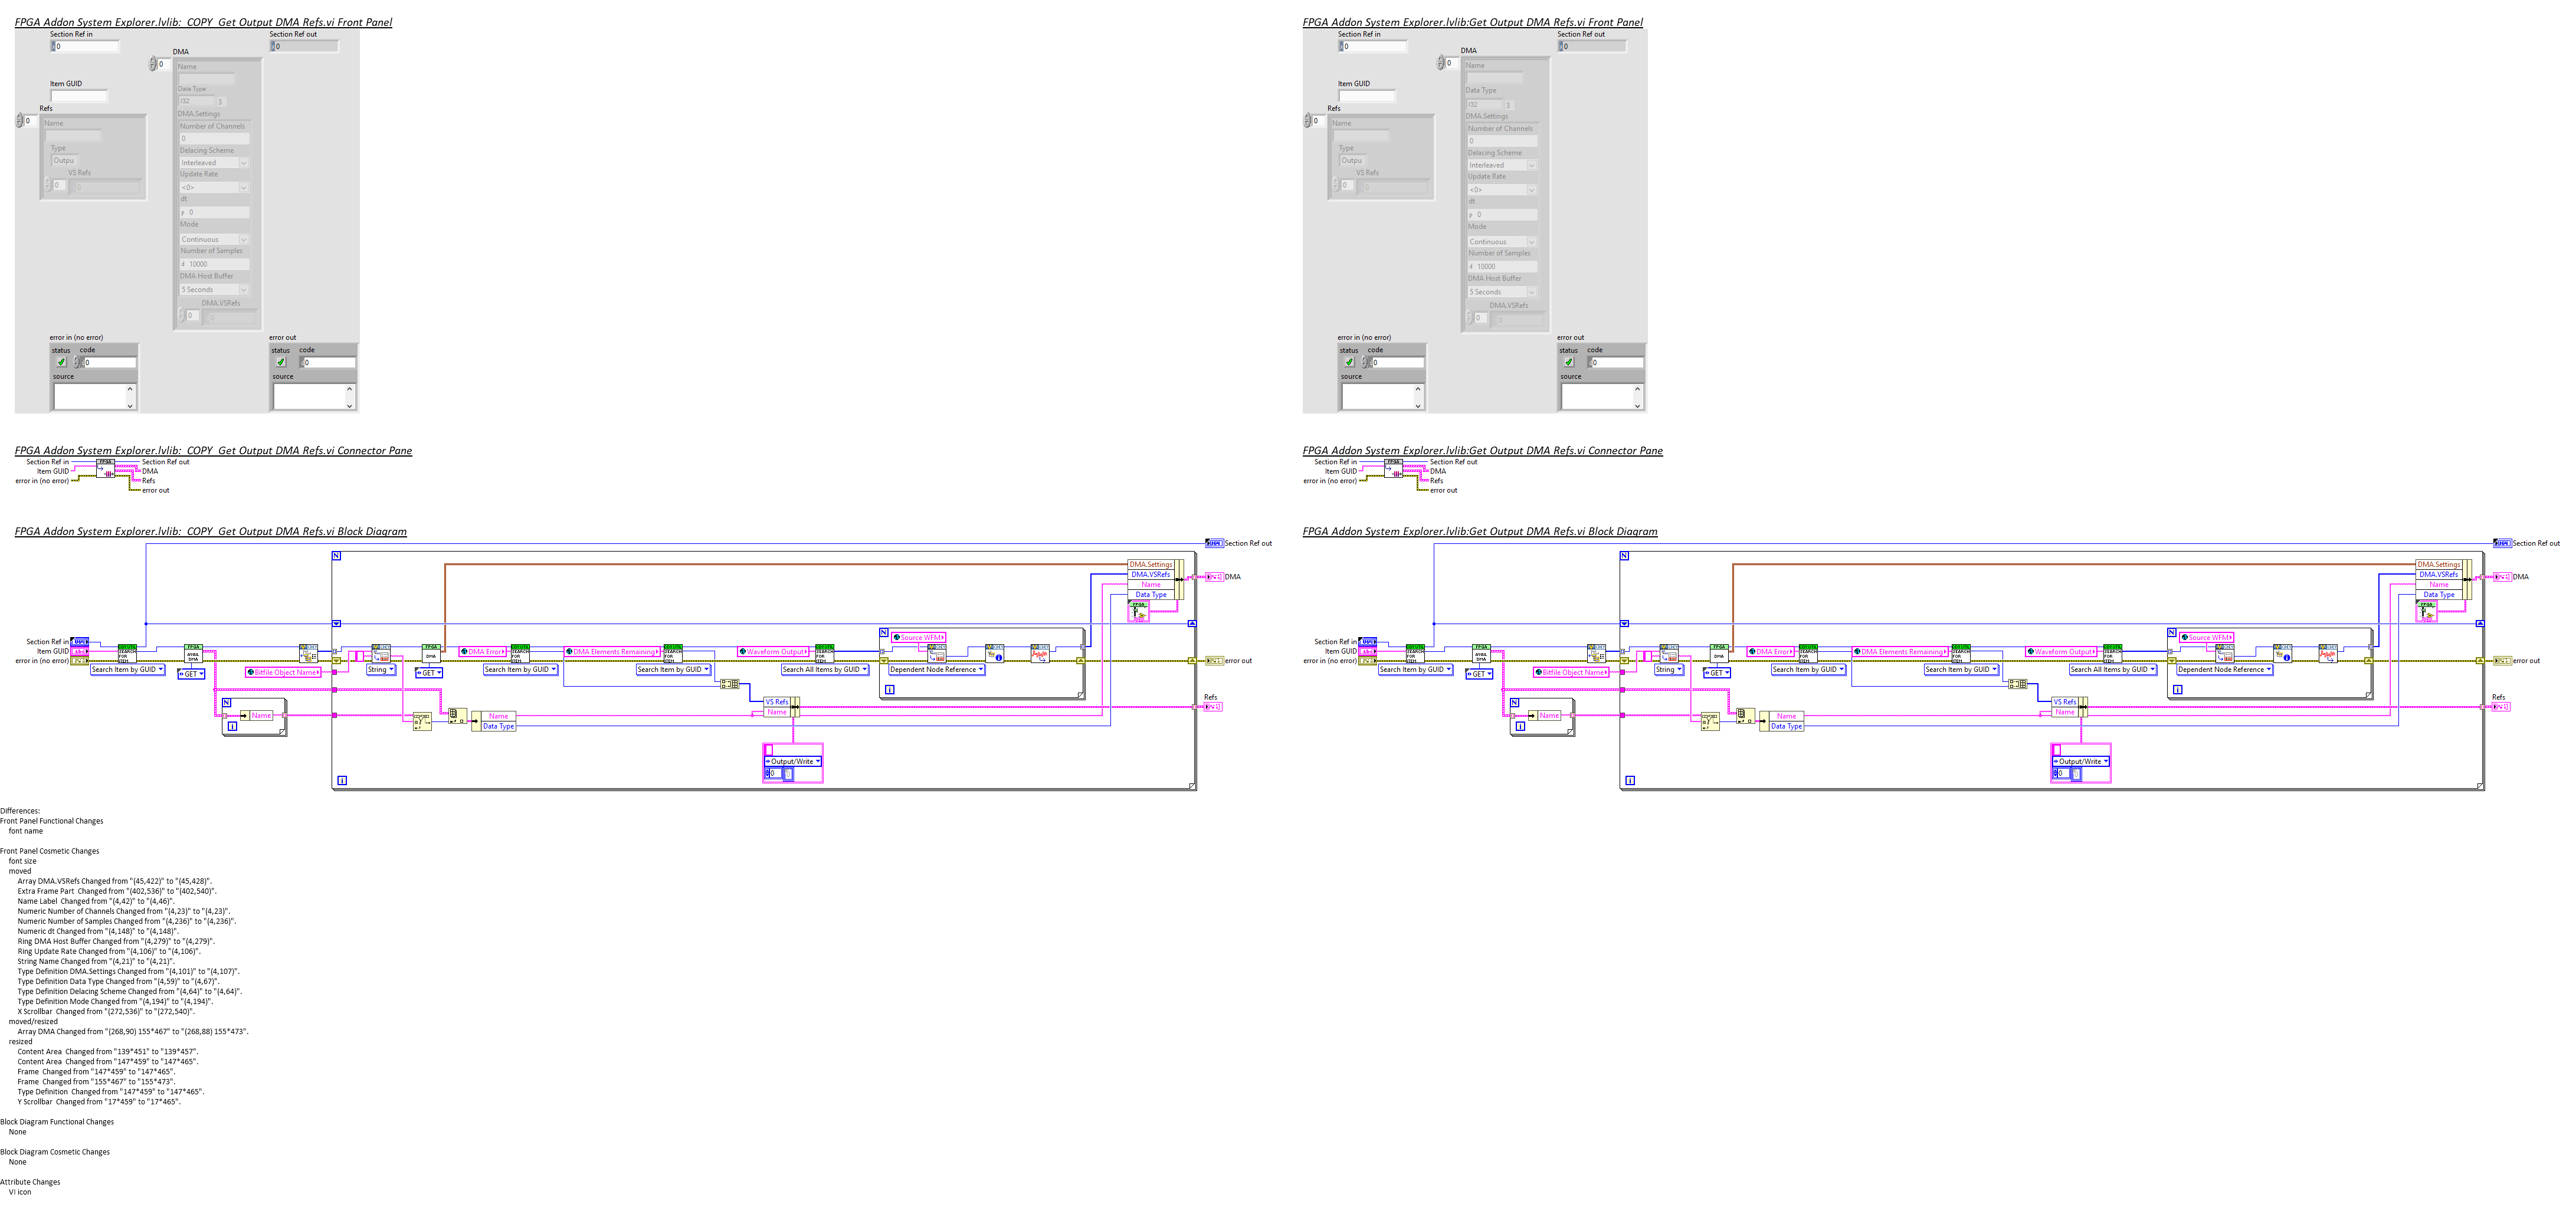 FPGA Addon System Explorer.lvlib:  COPY  Get Output DMA Refs.vi Front Panel
Section Ref in
Section Ref out
0
0
DMA
0
Name
Item GUID
Data Type
I32
Refs
DMA.Settings
0
Name
Number of Channels
0
Type
Delacing Scheme
Outpu
Interleaved
VS Refs
Update Rate
0
0
<0>
dt
p 0
Mode
Continuous
Number of Samples
10000
DMA Host Buffer
5 Seconds
DMA.VSRefs
0
0
error in (no error)
error out
status code
status code
0
0
source
source
FPGA Addon System Explorer.lvlib:  COPY  Get Output DMA Refs.vi Connector Pane
Section Ref in
Section Ref out
Item GUID
DMA
error in (no error)
Refs
error out
FPGA Addon System Explorer.lvlib:  COPY  Get Output DMA Refs.vi Block Diagram
Section Ref out
N
DMA.Settings
DMA.VSRefs
DMA
Name
Data Type
N
Source WFM
Section Ref in
Item GUID
DMA Error
DMA Elements Remaining
Waveform Output
error in (no error)
error out
Search Item by GUID
GET
Bitfile Object Name
String
GET
Search Item by GUID
Search Item by GUID
Search All Items by GUID
Dependent Node Reference
i
Refs
N
VS Refs
Name
Name
Name
i
Data Type
Output/Write
0
i
FPGA Addon System Explorer.lvlib:Get Output DMA Refs.vi Front Panel
Section Ref in
Section Ref out
0
0
DMA
0
Name
Item GUID
Data Type
I32
Refs
DMA.Settings
0
Name
Number of Channels
0
Type
Delacing Scheme
Outpu
Interleaved
VS Refs
Update Rate
0
0
<0>
dt
p 0
Mode
Continuous
Number of Samples
10000
DMA Host Buffer
5 Seconds
DMA.VSRefs
0
0
error in (no error)
error out
status code
status code
0
0
source
source
FPGA Addon System Explorer.lvlib:Get Output DMA Refs.vi Connector Pane
Section Ref in
Section Ref out
Item GUID
DMA
error in (no error)
Refs
error out
FPGA Addon System Explorer.lvlib:Get Output DMA Refs.vi Block Diagram
Section Ref out
N
DMA.Settings
DMA.VSRefs
DMA
Name
Data Type
N
Source WFM
Section Ref in
Item GUID
DMA Error
DMA Elements Remaining
Waveform Output
error in (no error)
error out
Search Item by GUID
GET
Bitfile Object Name
String
GET
Search Item by GUID
Search Item by GUID
Search All Items by GUID
Dependent Node Reference
i
Refs
N
VS Refs
Name
Name
Name
i
Data Type
Output/Write
0
i
Differences:
Front Panel Functional Changes
font name
Front Panel Cosmetic Changes
font size
moved
Array DMA.VSRefs Changed from "(45,422)" to "(45,428)".
Extra Frame Part  Changed from "(402,536)" to "(402,540)".
Name Label  Changed from "(4,42)" to "(4,46)".
Numeric Number of Channels Changed from "(4,23)" to "(4,23)".
Numeric Number of Samples Changed from "(4,236)" to "(4,236)".
Numeric dt Changed from "(4,148)" to "(4,148)".
Ring DMA Host Buffer Changed from "(4,279)" to "(4,279)".
Ring Update Rate Changed from "(4,106)" to "(4,106)".
String Name Changed from "(4,21)" to "(4,21)".
Type Definition DMA.Settings Changed from "(4,101)" to "(4,107)".
Type Definition Data Type Changed from "(4,59)" to "(4,67)".
Type Definition Delacing Scheme Changed from "(4,64)" to "(4,64)".
Type Definition Mode Changed from "(4,194)" to "(4,194)".
X Scrollbar  Changed from "(272,536)" to "(272,540)".
moved/resized
Array DMA Changed from "(268,90) 155*467" to "(268,88) 155*473".
resized
Content Area  Changed from "139*451" to "139*457".
Content Area  Changed from "147*459" to "147*465".
Frame  Changed from "147*459" to "147*465".
Frame  Changed from "155*467" to "155*473".
Type Definition  Changed from "147*459" to "147*465".
Y Scrollbar  Changed from "17*459" to "17*465".
Block Diagram Functional Changes
None
Block Diagram Cosmetic Changes
None
Attribute Changes
VI icon